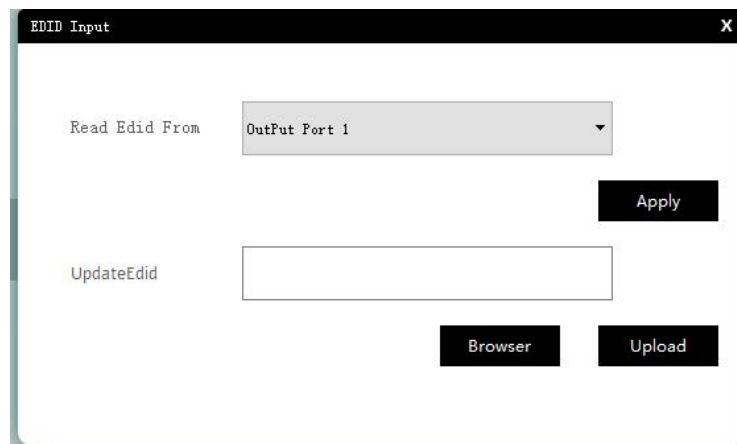 EDID Input X
Read Edid From OutPut Port 1
Apply
UpdateEdid
Browser Upload